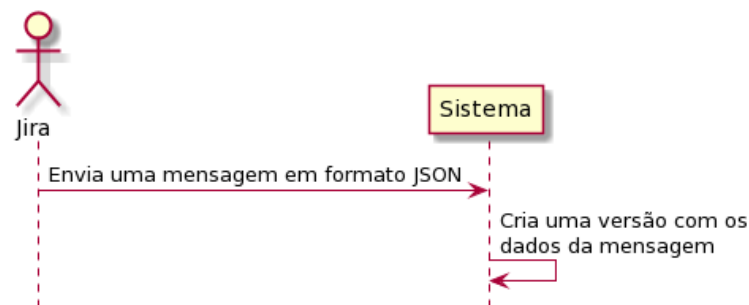 Jira
Sistema
Envia uma mensagem em formato JSON
Cria uma versão com os
dados da mensagem